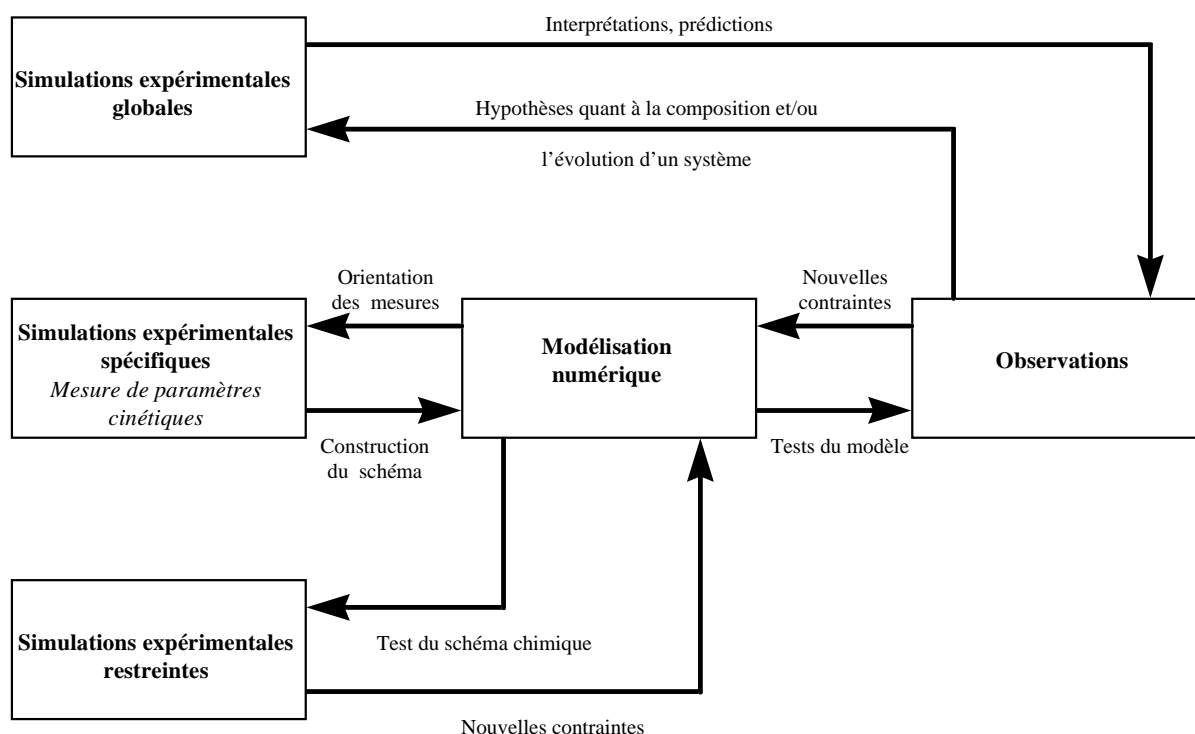 Interprétations, prédictions
Simulations expérimentales
globales
Hypothèses quant à la composition et/ou
l'évolution d'un système
Orientation
des mesures
Nouvelles
contraintes
Simulations expérimentales
spécifiques
Mesure de paramètres
cinétiques
Modélisation
numérique
Observations
Construction
du schéma
Tests du modèle
Simulations expérimentales
restreintes
Test du schéma chimique
Nouvelles contraintes